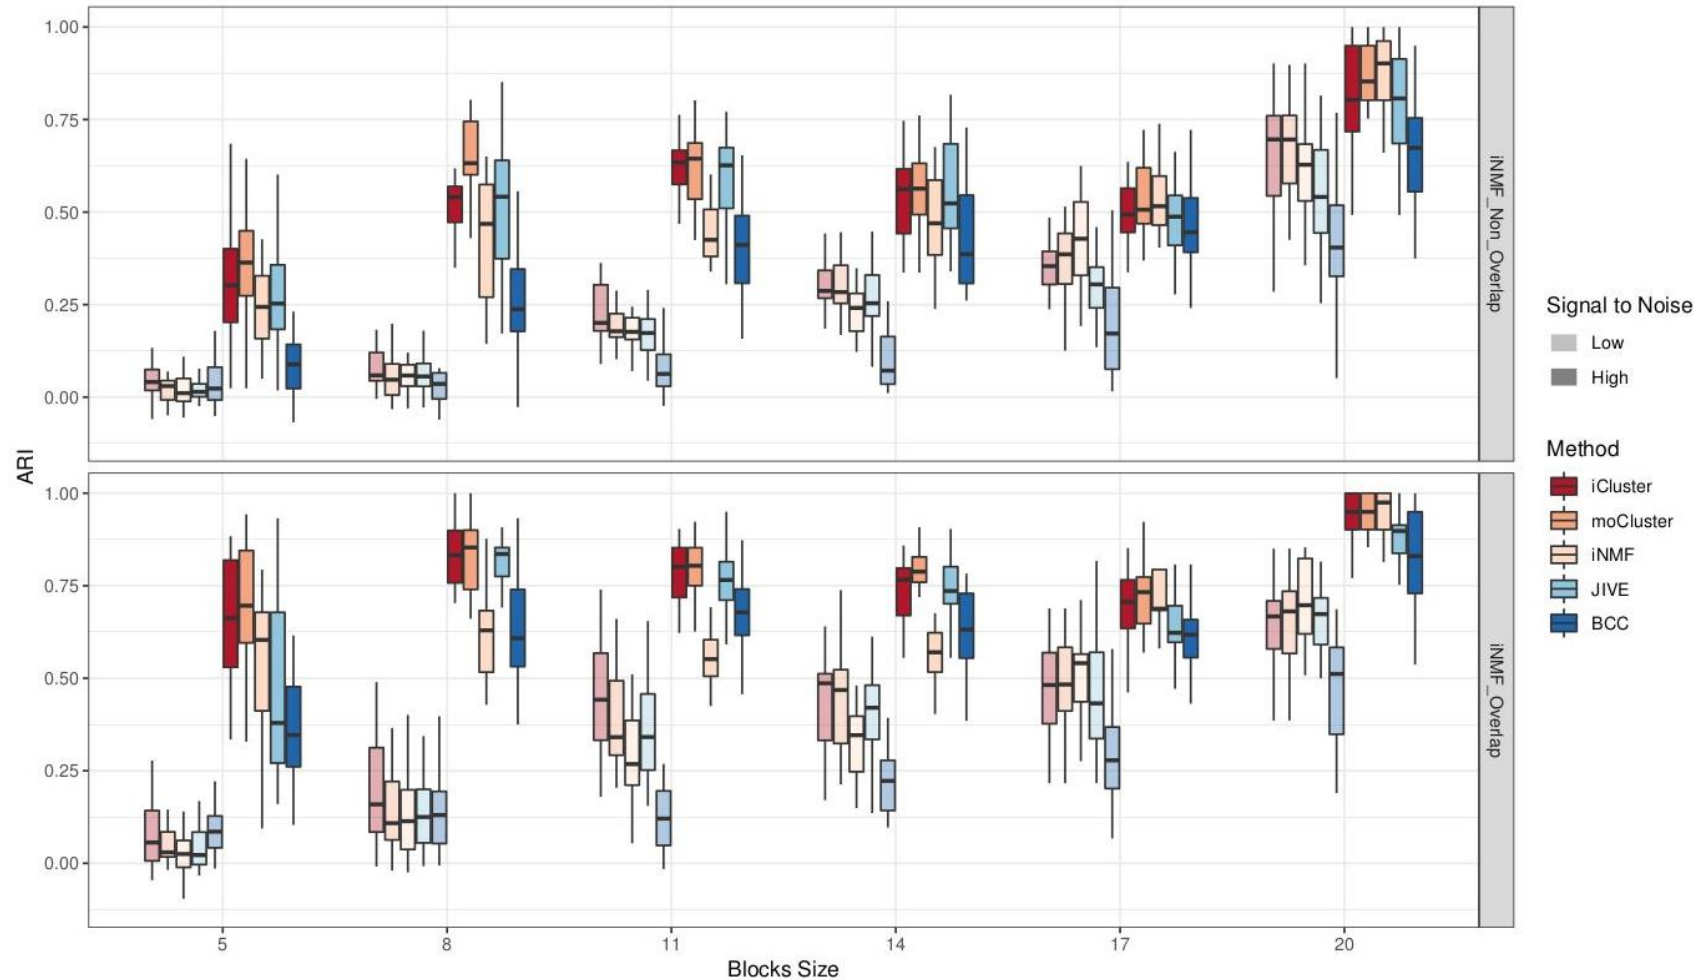 1.00
0.75
0.50
0.25
0.00
iNMF_Non_Overlap
1.00
0.75
0.50
0.25
0.00
iNMF_Overlap
ARI
5
8
11
14
17
20
Blocks Size
Signal to Noise
Low
High
Method
iCluster
moCluster
iNMF
JIVE
BCC